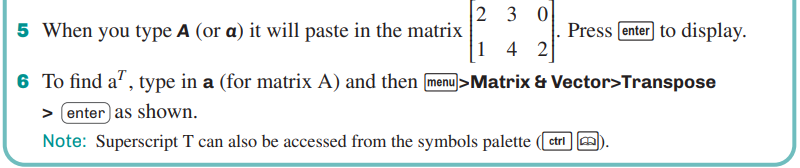 5 When you type A (or a) it will paste in the matrix [2 3 0
1 4 2]. Press enter to display.
6 To find a^T, type in a (for matrix A) and then menu>Matrix & Vector>Transpose
> enter as shown.
Note: Superscript T can also be accessed from the symbols palette (ctrl).